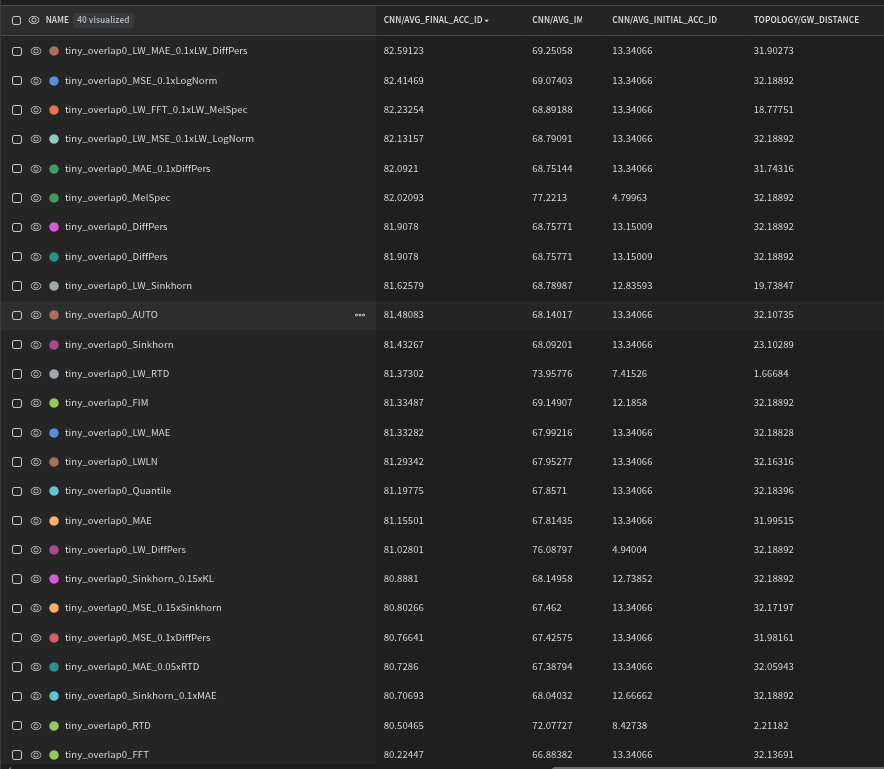 NAME 40 visualized CNN/AVG_FINAL_ACC_ID CNN/AVG_IM CNN/AVG_INITIAL_ACC_ID TOPOLOGY/GW_DISTANCE
tiny_overlap0_LW_MAE_0.1xLW_DiffPers 82.59123 69.25058 13.34066 31.90273
tiny_overlap0_MSE_0.1xLogNorm 82.41469 69.07403 13.34066 32.18892
tiny_overlap0_LW_FFT_0.1xLW_MelSpec 82.23254 68.89188 13.34066 18.77751
tiny_overlap0_LW_MSE_0.1xLW_LogNorm 82.13157 68.79091 13.34066 32.18892
tiny_overlap0_MAE_0.1xDiffPers 82.0921 68.75144 13.34066 31.74316
tiny_overlap0_MelSpec 82.02093 77.2213 4.79963 32.18892
tiny_overlap0_DiffPers 81.9078 68.75771 13.15009 32.18892
tiny_overlap0_DiffPers 81.9078 68.75771 13.15009 32.18892
tiny_overlap0_LW_Sinkhorn 81.62579 68.78987 12.83593 19.73847
tiny_overlap0_AUTO 81.48083 68.14017 13.34066 32.10735
tiny_overlap0_Sinkhorn 81.43267 68.09201 13.34066 23.10289
tiny_overlap0_LW_RTD 81.37302 73.95776 7.41526 1.66684
tiny_overlap0_FIM 81.33487 69.14907 12.1858 32.18892
tiny_overlap0_LW_MAE 81.33282 67.99216 13.34066 32.18828
tiny_overlap0_LWLN 81.29342 67.95277 13.34066 32.16316
tiny_overlap0_Quantile 81.19775 67.8571 13.34066 32.18396
tiny_overlap0_MAE 81.15501 67.81435 13.34066 31.99515
tiny_overlap0_LW_DiffPers 81.02801 76.08797 4.94004 32.18892
tiny_overlap0_Sinkhorn_0.15xKL 80.8881 68.14958 12.73852 32.18892
tiny_overlap0_MSE_0.15xSinkhorn 80.80266 67.462 13.34066 32.17197
tiny_overlap0_MSE_0.1xDiffPers 80.76641 67.42575 13.34066 31.98161
tiny_overlap0_MAE_0.05xRTD 80.7286 67.38794 13.34066 32.05943
tiny_overlap0_Sinkhorn_0.1xMAE 80.70693 68.04032 12.66662 32.18892
tiny_overlap0_RTD 80.50465 72.07727 8.42738 2.21182
tiny_overlap0_FFT 80.22447 66.88382 13.34066 32.13691